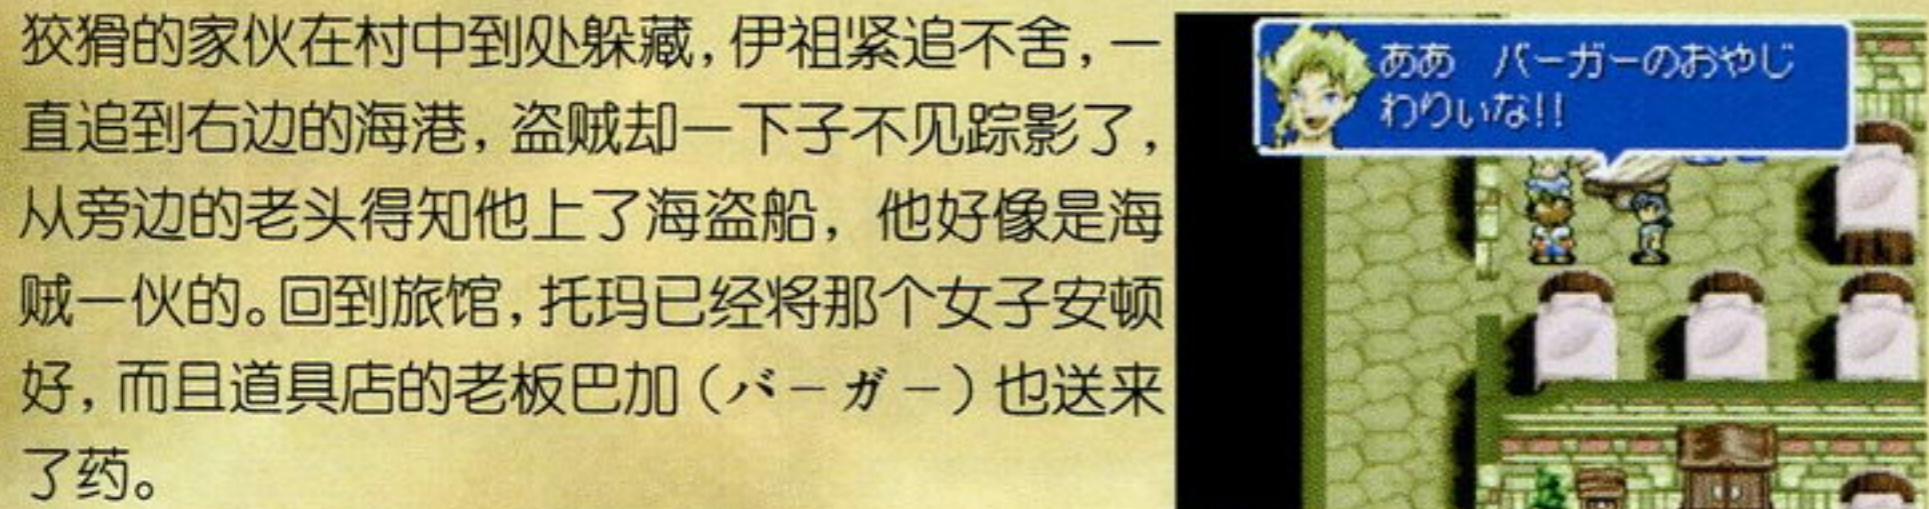 狡猾的家伙在村中到处躲藏，伊祖紧追不舍，一
直追到右边的海港，盗贼却一下子不见踪影了，
从旁边的老头得知他上了海盗船，他好像是海
贼一伙的。回到旅馆，托玛已经将那个女子安顿
好，而且道具店的老板巴加（バーガー）也送来
了药。
ああ　バーガーのおやじ
わりいな!!